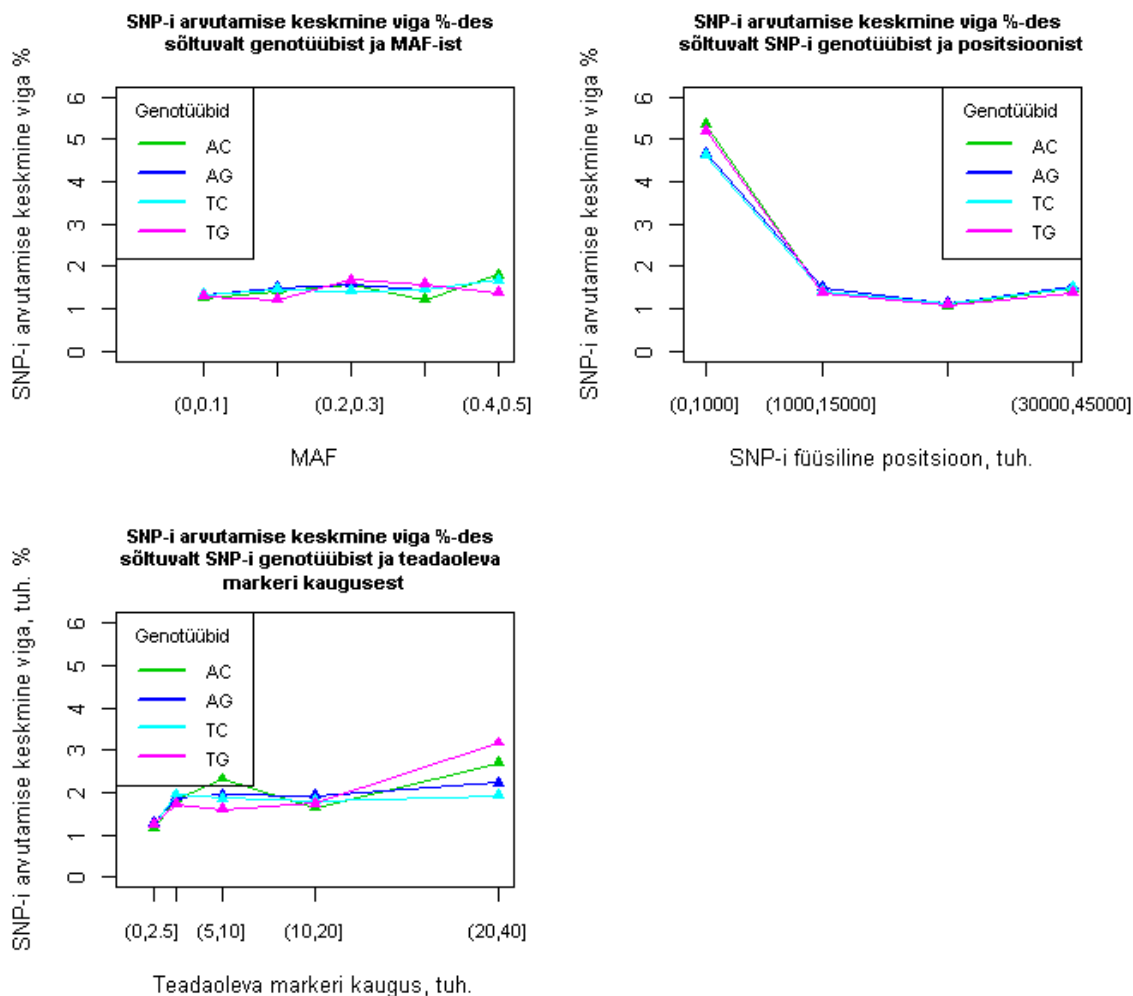 SNP-i arvutamise keskmine viga %-des
sõltuvalt genotüübist ja MAF-ist
SNP-i arvutamise keskmine viga %
6
5
4
3
2
1
0
Genotüübid
AC
AG
TC
TG
(0,0.1]
(0.2,0.3]
(0.4,0.5]
MAF
SNP-i arvutamise keskmine viga %-des
sõltuvalt SNP-i genotüübist ja positsioonist
SNP-i arvutamise keskmine viga %
6
5
4
3
2
1
0
Genotüübid
AC
AG
TC
TG
(0,1000]
(1000,15000]
(30000,45000]
SNP-i füüsiline positsioon, tuh.
SNP-i arvutamise keskmine viga %-des
sõltuvalt SNP-i genotüübist ja teadaoleva
markeri kaugusest
SNP-i arvutamise keskmine viga, tuh. %
6
5
4
3
2
1
0
Genotüübid
AC
AG
TC
TG
(0,2.5]
(5,10]
(10,20]
(20,40]
Teadaoleva markeri kaugus, tuh.